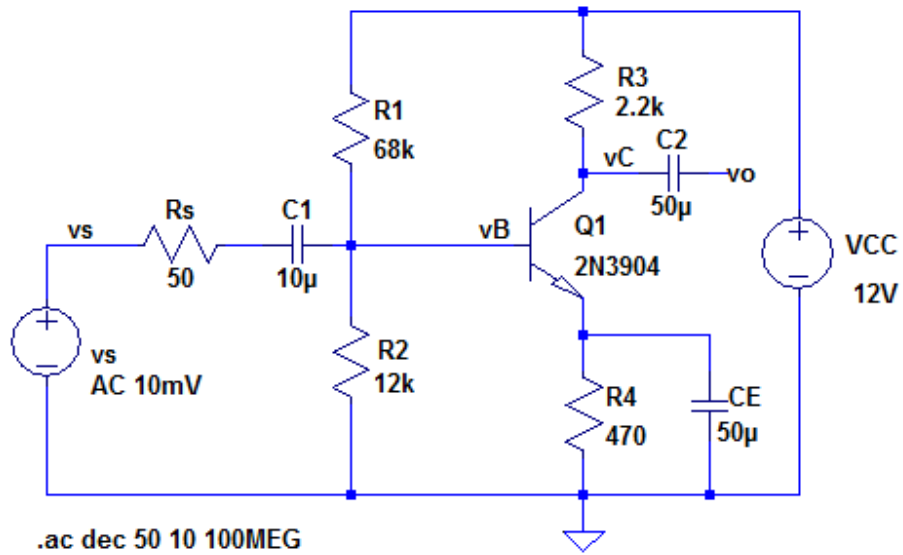 R3
2.2k
R1
68k
C2
vC
vo
50µ
vs
Rs
C1
vB
Q1
50
10µ
2N3904
VCC
12V
vs
AC 10mV
R2
12k
R4
470
CE
50µ
.ac dec 50 10 100MEG